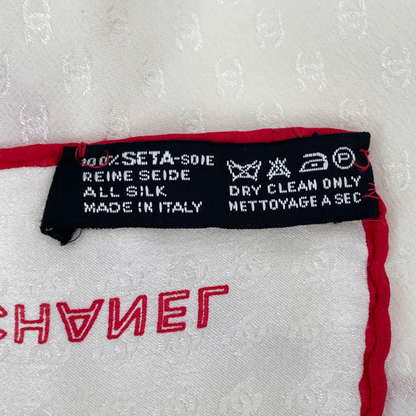 100% SETA-SOIE
REINE SEIDE
ALL SILK
MADE IN ITALY
P
DRY CLEAN ONLY
NETTOYAGE A SEC
CHANEL